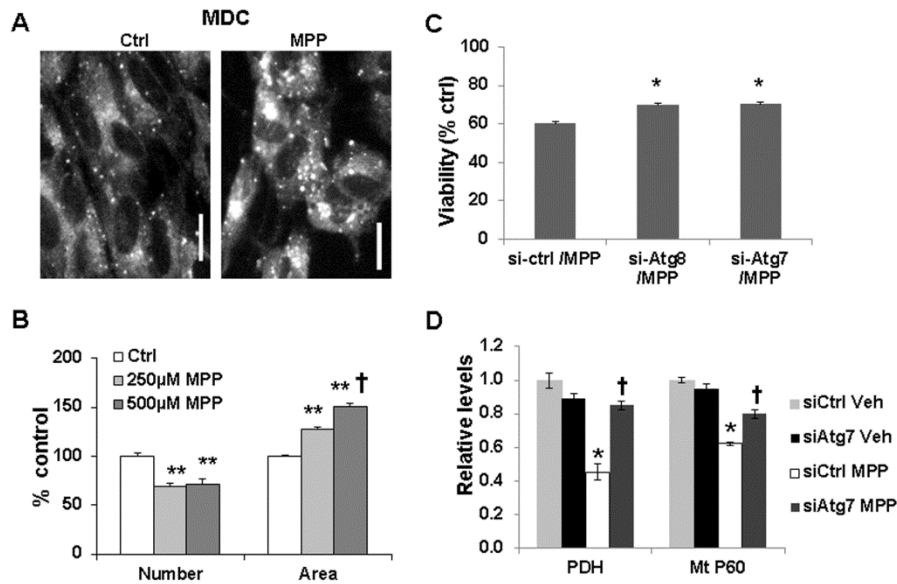 A
MDC
Ctrl
MPP
B
% control
200
150
100
50
0
Ctrl
250µM MPP
500µM MPP
**
**
**
**
†
Number
Area
C
Viability (% ctrl)
100
80
60
40
20
0
*
*
si-ctrl /MPP
si-Atg8
/MPP
si-Atg7
/MPP
D
Relative levels
1.2
1.0
0.8
0.6
0.4
0.2
0.0
*
†
*
†
PDH
Mt P60
siCtrl Veh
siAtg7 Veh
siCtrl MPP
siAtg7 MPP